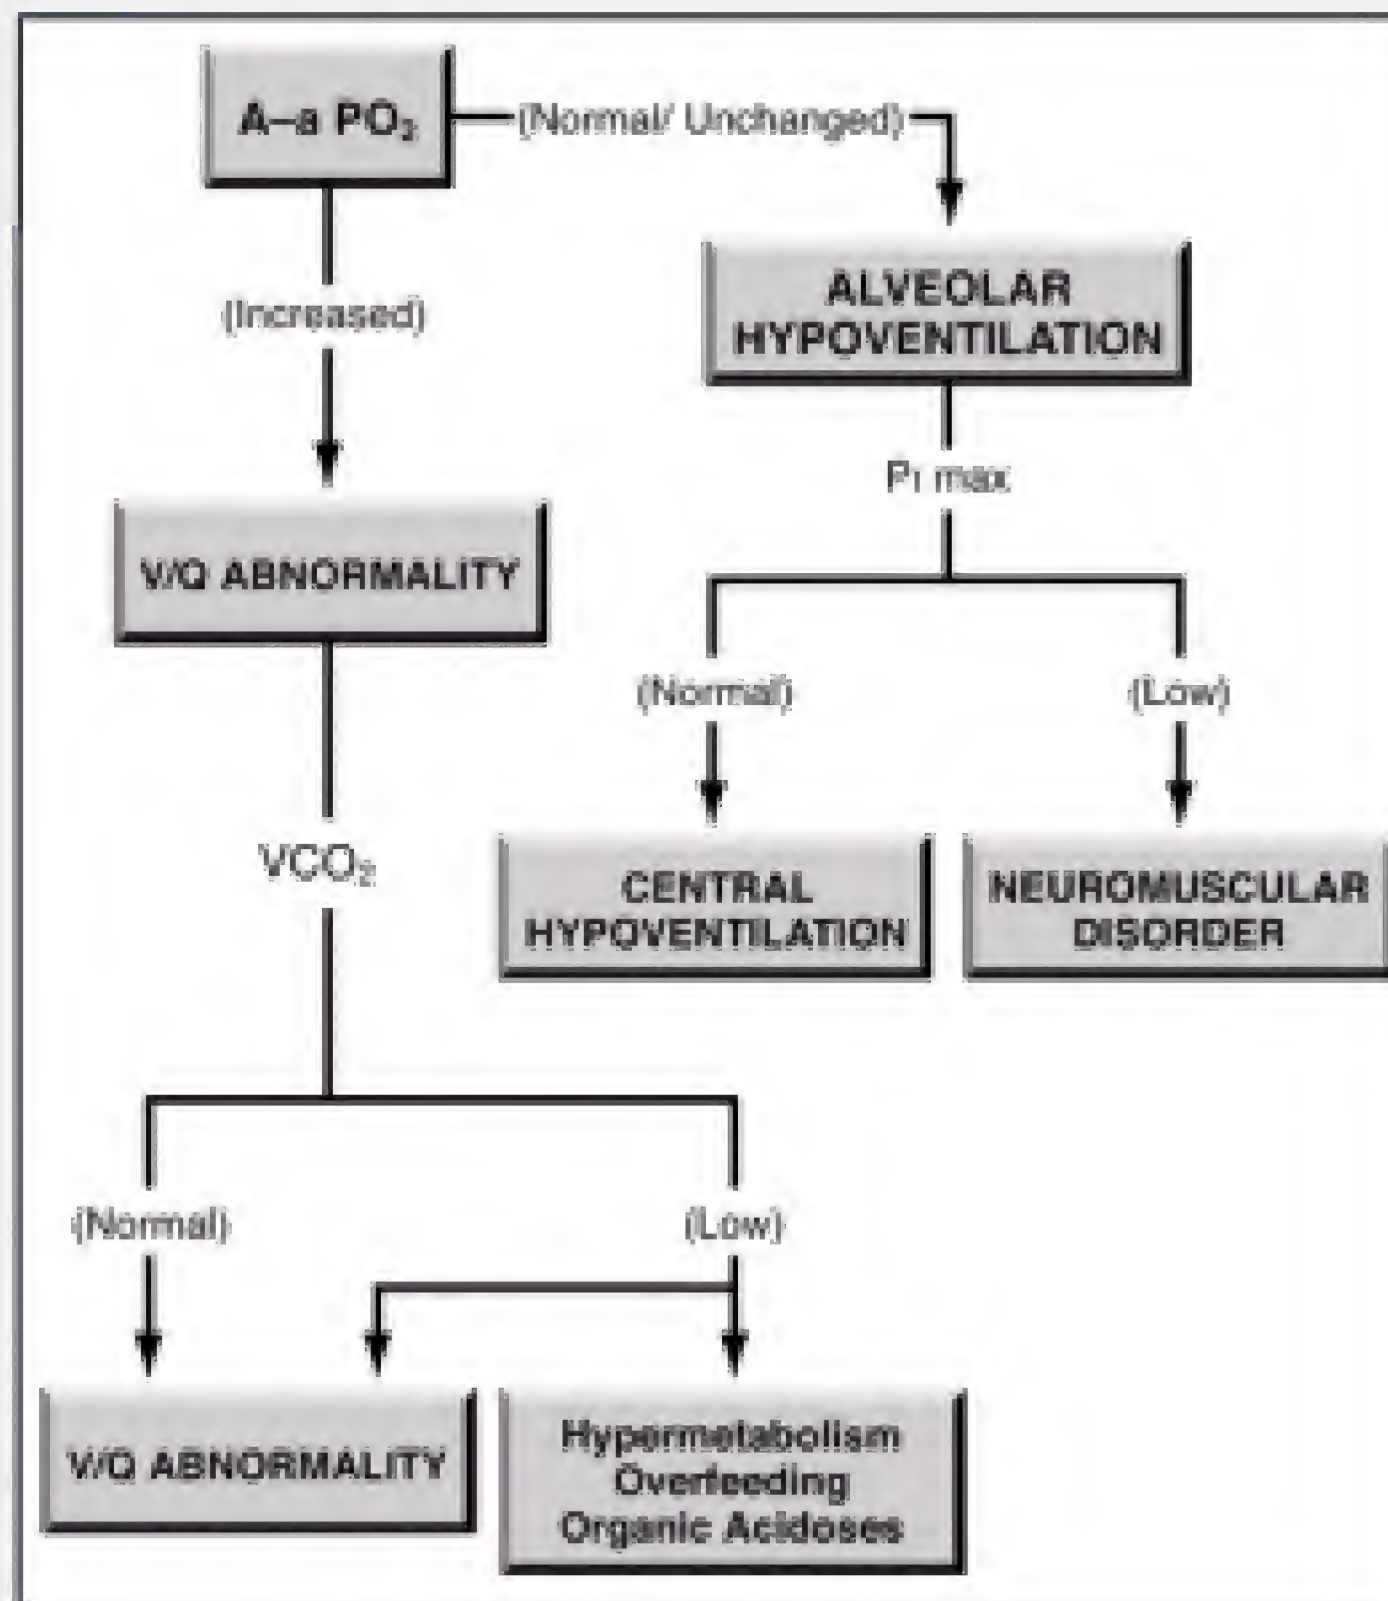 A–a PO₂
(Normal/ Unchanged)
(Increased)
ALVEOLAR
HYPOVENTILATION
PI max
V/Q ABNORMALITY
(Normal)
(Low)
VCO₂
CENTRAL
HYPOVENTILATION
NEUROMUSCULAR
DISORDER
(Normal)
(Low)
V/Q ABNORMALITY
Hypermetabolism
Overfeeding
Organic Acidoses